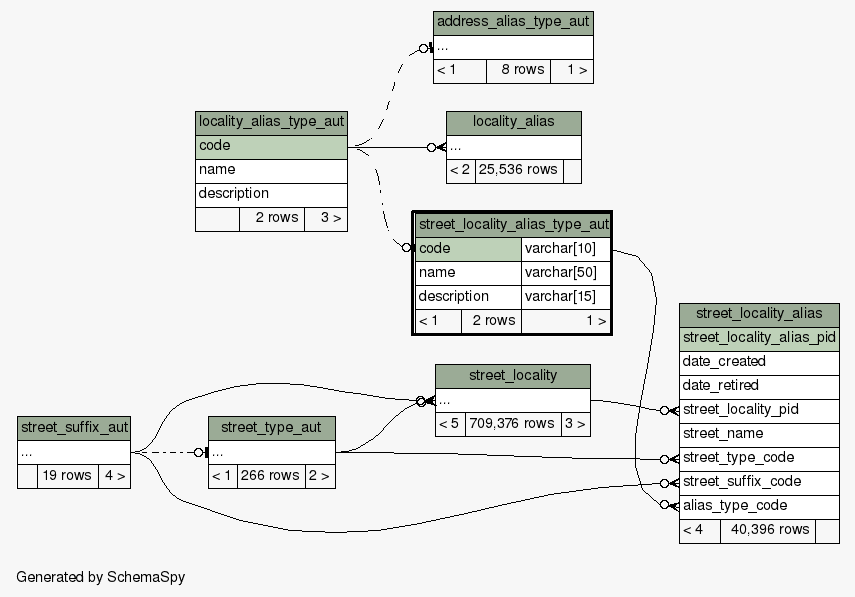 address_alias_type_aut
...
< 1 8 rows 1 >
locality_alias_type_aut
code
name
description
2 rows 3 >
locality_alias
...
< 2 25,536 rows
street_locality_alias_type_aut
code varchar[10]
name varchar[50]
description varchar[15]
< 1 2 rows 1 >
street_locality_alias
street_locality_alias_pid
date_created
date_retired
street_locality_pid
street_name
street_type_code
street_suffix_code
alias_type_code
< 4 40,396 rows
street_locality
...
< 5 709,376 rows 3 >
street_suffix_aut
...
19 rows 4 >
street_type_aut
...
< 1 266 rows 2 >
Generated by SchemaSpy